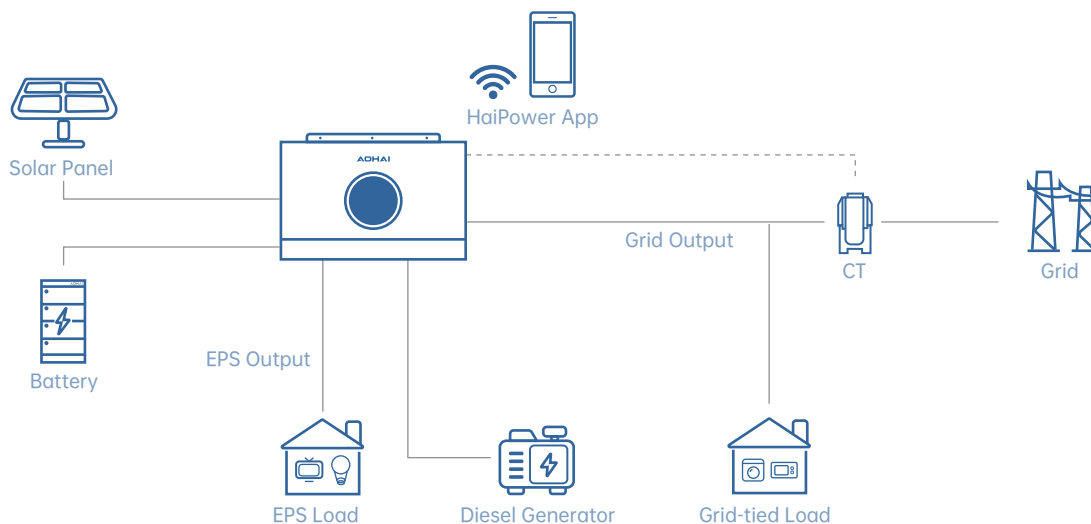 HaiPower App
Solar Panel
AOHAI
Grid Output
CT
Grid
EPS Output
Battery
EPS Load
Diesel Generator
Grid-tied Load